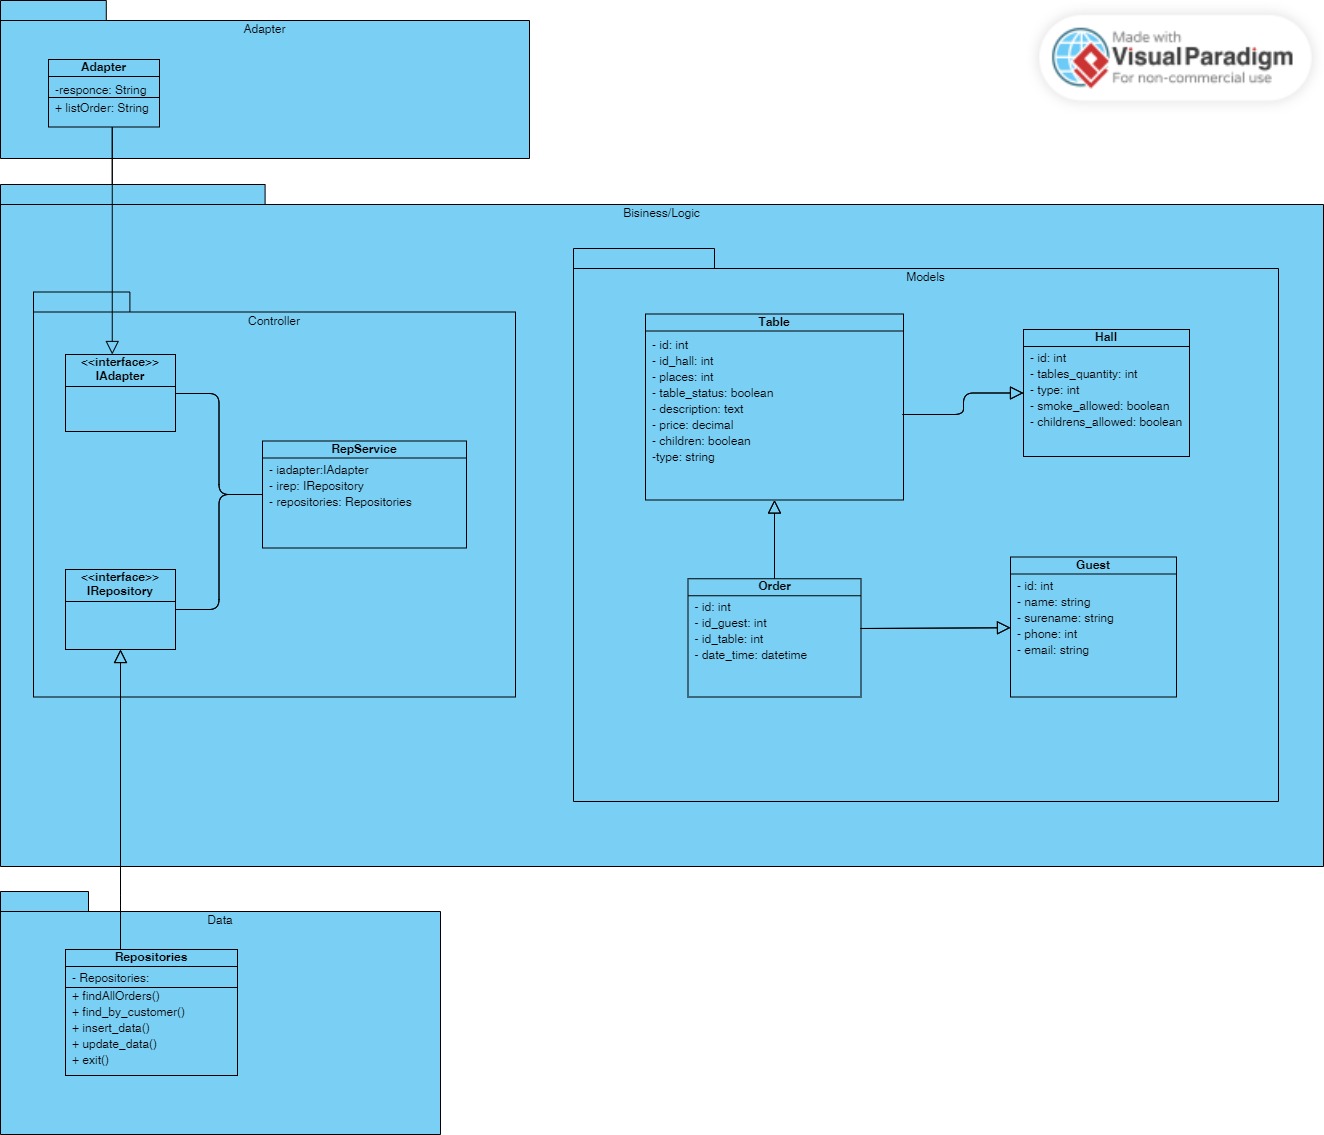 Adapter
Adapter
-responce: String
+ listOrder: String
Made with
Visual Paradigm
For non-commercial use
Bisiness/Logic
Controller
<<interface>>
IAdapter
RepService
- iadapter:IAdapter
- irep: IRepository
- repositories: Repositories
<<interface>>
IRepository
Models
Table
- id: int
- id_hall: int
- places: int
- table_status: boolean
- description: text
- price: decimal
- children: boolean
-type: string
Hall
- id: int
- tables_quantity: int
- type: int
- smoke_allowed: boolean
- childrens_allowed: boolean
Order
- id: int
- id_guest: int
- id_table: int
- date_time: datetime
Guest
- id: int
- name: string
- surename: string
- phone: int
- email: string
Data
Repositories
- Repositories:
+ findAllOrders()
+ find_by_customer()
+ insert_data()
+ update_data()
+ exit()